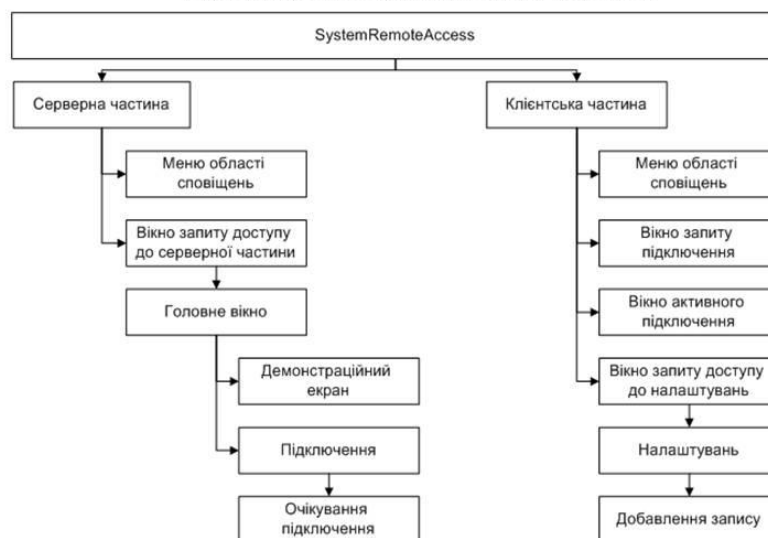 SystemRemoteAccess
Серверна частина
Клієнтська частина
Меню області
сповіщень
Меню області
сповіщень
Вікно запиту доступу
до серверної частини
Вікно запиту
підключення
Головне вікно
Вікно активного
підключення
Демонстраційний
екран
Вікно запиту доступу
до налаштувань
Підключення
Налаштувань
Очікування
підключення
Добавлення запису